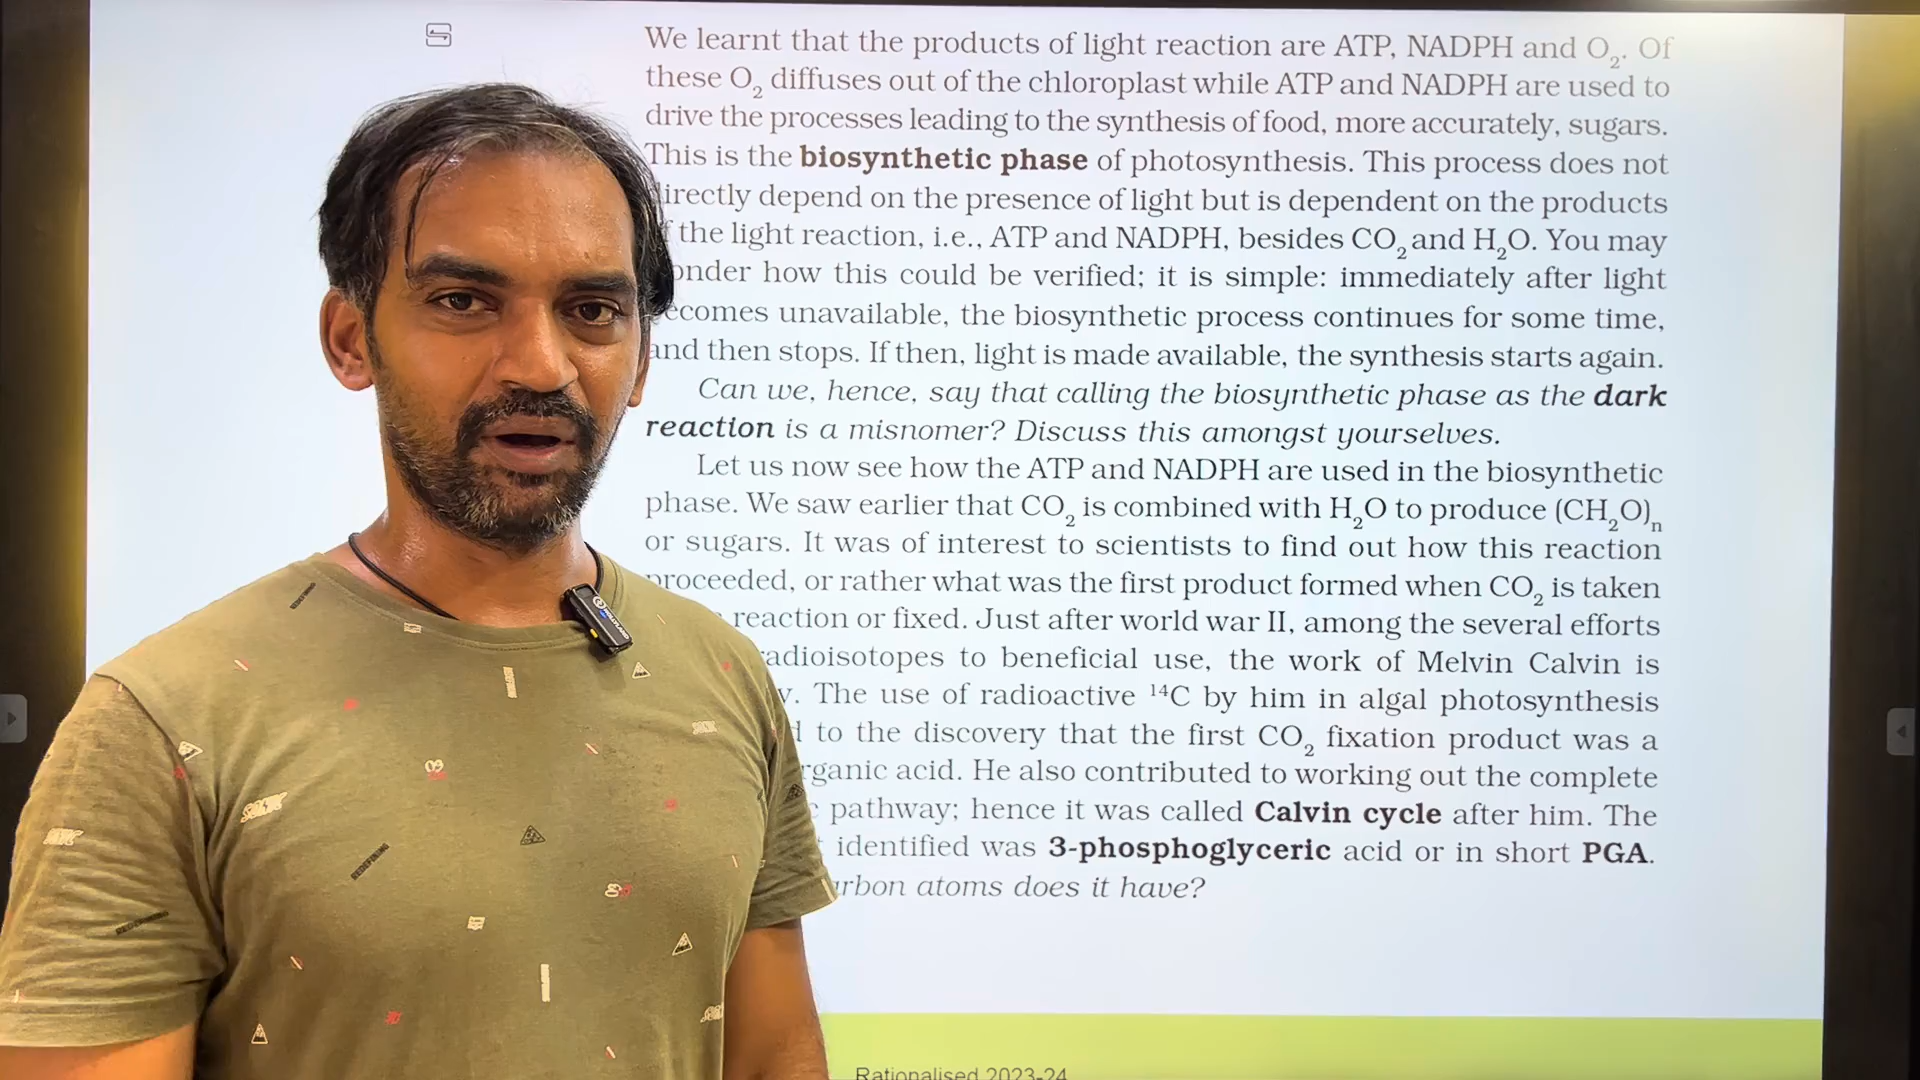 We learnt that the products of light reaction are ATP, NADPH and O₂. Of
these O₂ diffuses out of the chloroplast while ATP and NADPH are used to
drive the processes leading to the synthesis of food, more accurately, sugars.
This is the biosynthetic phase of photosynthesis. This process does not
directly depend on the presence of light but is dependent on the products
of the light reaction, i.e., ATP and NADPH, besides CO₂ and H₂O. You may
wonder how this could be verified; it is simple: immediately after light
becomes unavailable, the biosynthetic process continues for some time,
and then stops. If then, light is made available, the synthesis starts again.
Can we, hence, say that calling the biosynthetic phase as the dark
reaction is a misnomer? Discuss this amongst yourselves.
Let us now see how the ATP and NADPH are used in the biosynthetic
phase. We saw earlier that CO₂ is combined with H₂O to produce (CH₂O)ₙ
or sugars. It was of interest to scientists to find out how this reaction
proceeded, or rather what was the first product formed when CO₂ is taken
reaction or fixed. Just after world war II, among the several efforts
radioisotopes to beneficial use, the work of Melvin Calvin is
The use of radioactive ¹⁴C by him in algal photosynthesis
to the discovery that the first CO₂ fixation product was a
organic acid. He also contributed to working out the complete
pathway; hence it was called Calvin cycle after him. The
identified was 3-phosphoglyceric acid or in short PGA.
carbon atoms does it have?
Rationalised 2023-24
REDEFINING
09